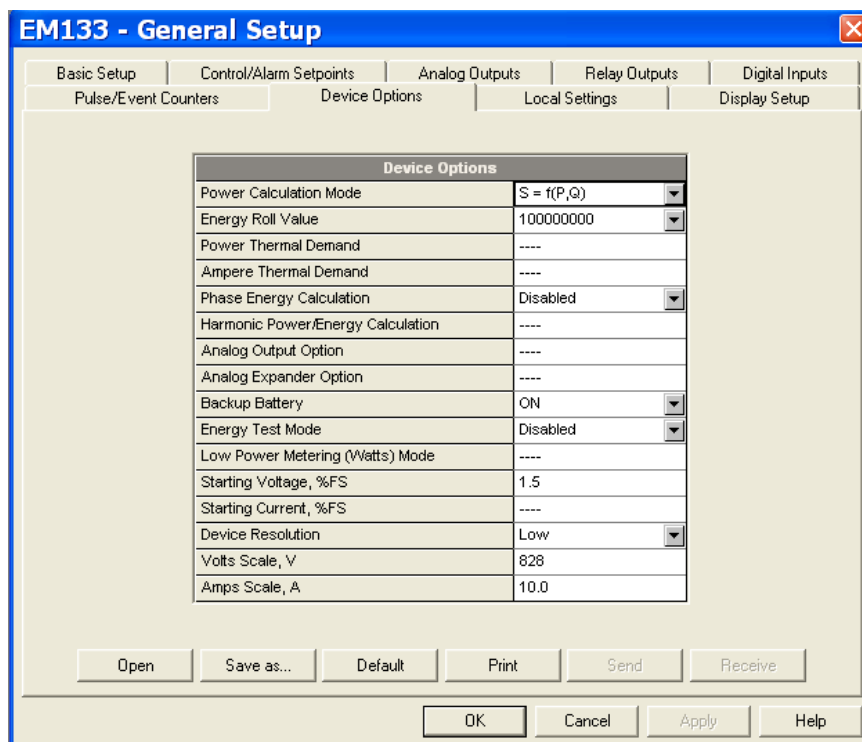 EM133 - General Setup
Basic Setup Control/Alarm Setpoints Analog Outputs Relay Outputs Digital Inputs
Pulse/Event Counters Device Options Local Settings Display Setup
Device Options
Power Calculation Mode S = f(P,Q)
Energy Roll Value 100000000
Power Thermal Demand ----
Ampere Thermal Demand ----
Phase Energy Calculation Disabled
Harmonic Power/Energy Calculation ----
Analog Output Option ----
Analog Expander Option ----
Backup Battery ON
Energy Test Mode Disabled
Low Power Metering (Watts) Mode ----
Starting Voltage, %FS 1.5
Starting Current, %FS ----
Device Resolution Low
Volts Scale, V 828
Amps Scale, A 10.0
Open Save as... Default Print Send Receive
OK Cancel Apply Help